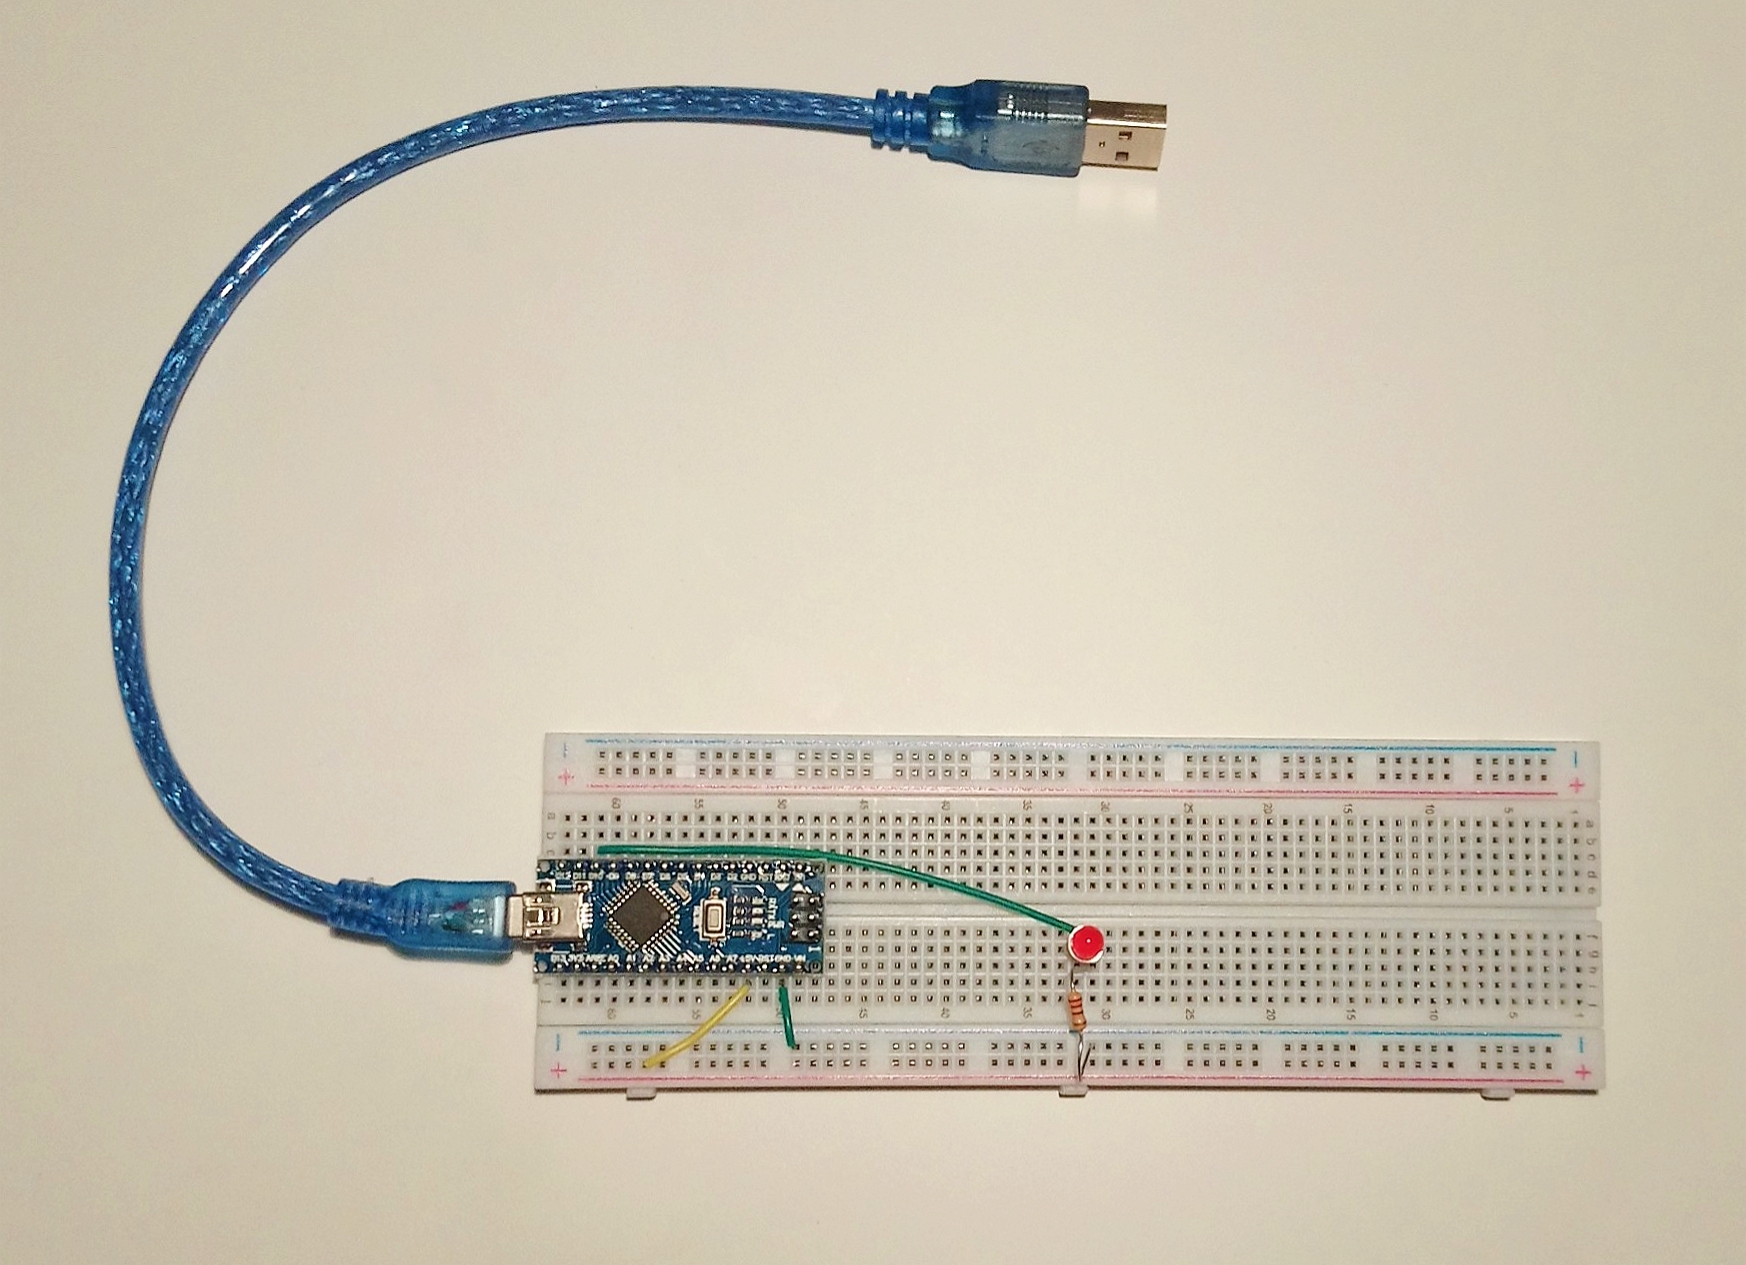 − −
+ +
60 55 50 45 40 35 30 25 20 15 10 5 1
a a
b b
c c
d
e
D12 D11 D10 D9 D8 D7 D6 D5 D4 D3 D2 GND RST
PWR
D13 3V3 AREF A0 A1 A2 A3 A4 A5 A6 A7 +5V RST GND VIN
f
g
h
i i
j j
60 55 50 45 40 35 30 25 20 15 10 5 1
− −
+ +